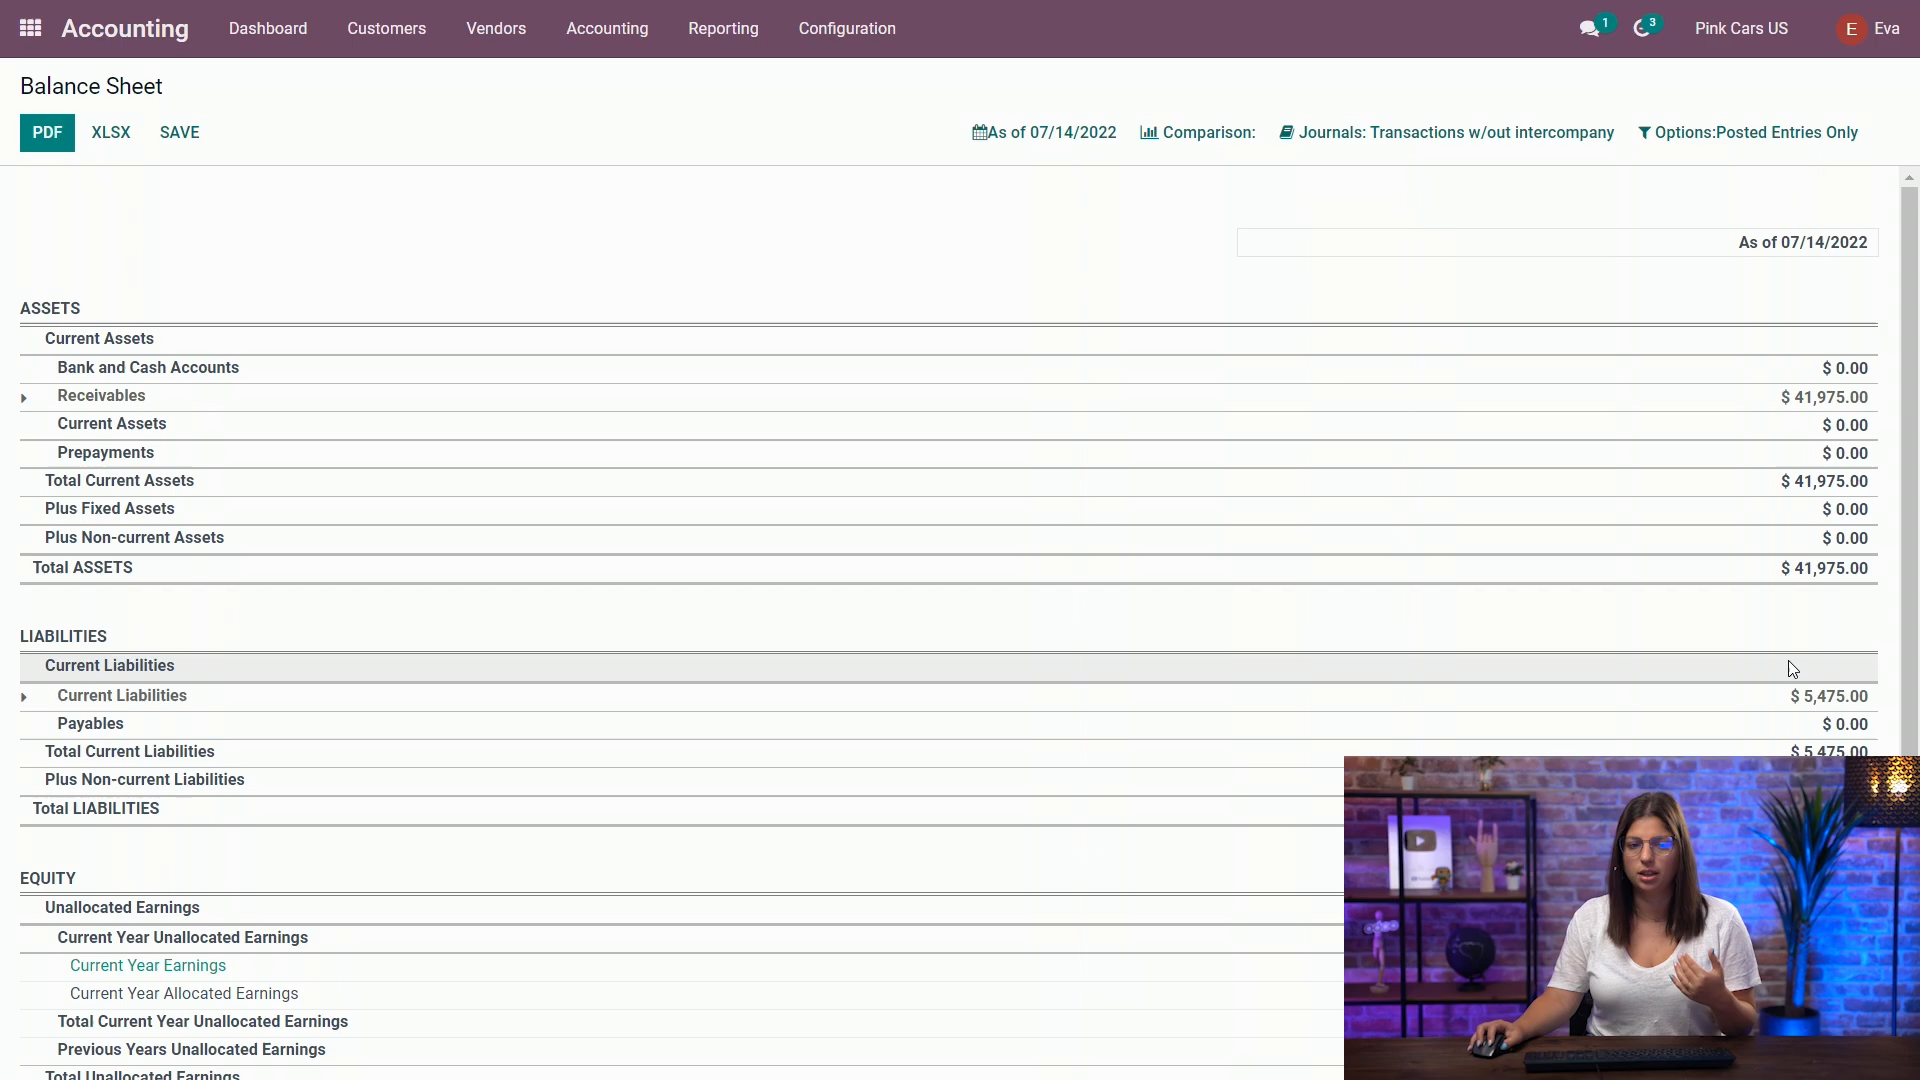 Accounting Dashboard Customers Vendors Accounting Reporting Configuration 1 3 Pink Cars US E Eva
Balance Sheet
PDF XLSX SAVE As of 07/14/2022 Comparison: Journals: Transactions w/out intercompany Options:Posted Entries Only
As of 07/14/2022
ASSETS
Current Assets
Bank and Cash Accounts $ 0.00
Receivables $ 41,975.00
Current Assets $ 0.00
Prepayments $ 0.00
Total Current Assets $ 41,975.00
Plus Fixed Assets $ 0.00
Plus Non-current Assets $ 0.00
Total ASSETS $ 41,975.00
LIABILITIES
Current Liabilities
Current Liabilities $ 5,475.00
Payables $ 0.00
Total Current Liabilities $ 5,475.00
Plus Non-current Liabilities
Total LIABILITIES
EQUITY
Unallocated Earnings
Current Year Unallocated Earnings
Current Year Earnings
Current Year Allocated Earnings
Total Current Year Unallocated Earnings
Previous Years Unallocated Earnings
Total Unallocated Earnings